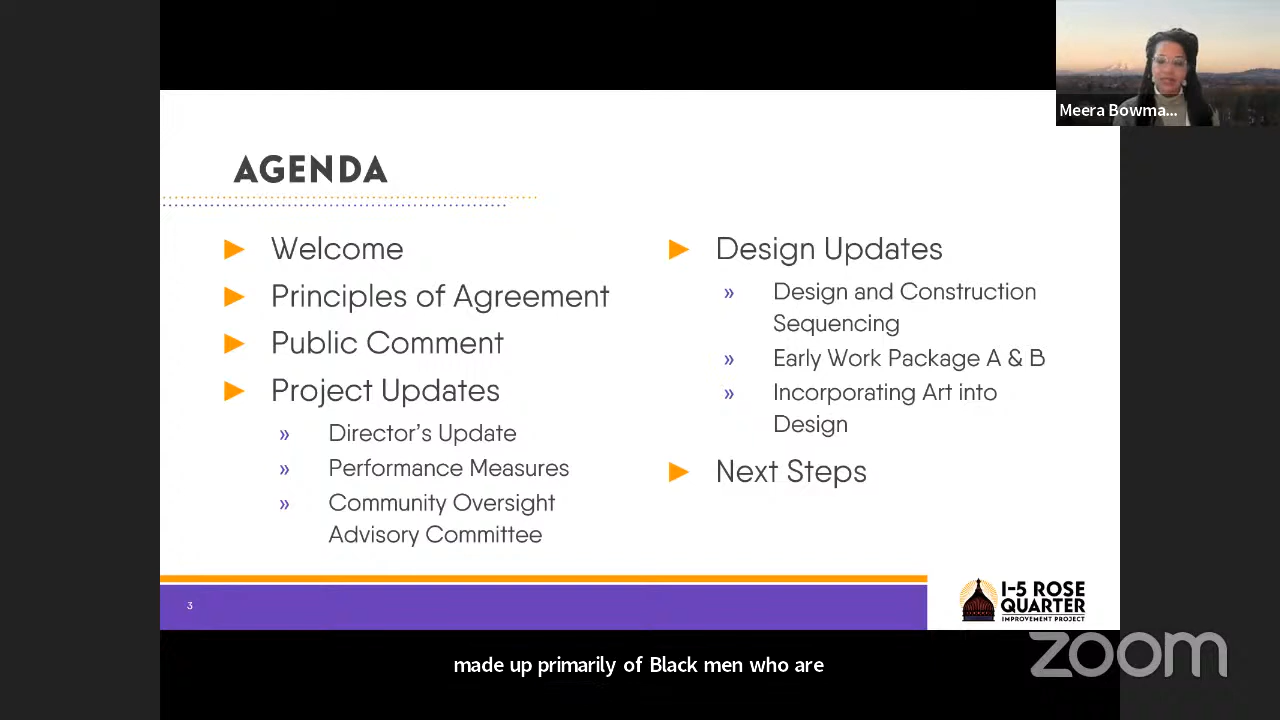 Meera Bowma...
AGENDA
Welcome
Principles of Agreement
Public Comment
Project Updates
» Director's Update
» Performance Measures
» Community Oversight
Advisory Committee
Design Updates
» Design and Construction
Sequencing
» Early Work Package A & B
» Incorporating Art into
Design
Next Steps
3
I-5 ROSE
QUARTER
IMPROVEMENT PROJECT
made up primarily of Black men who are
zoom